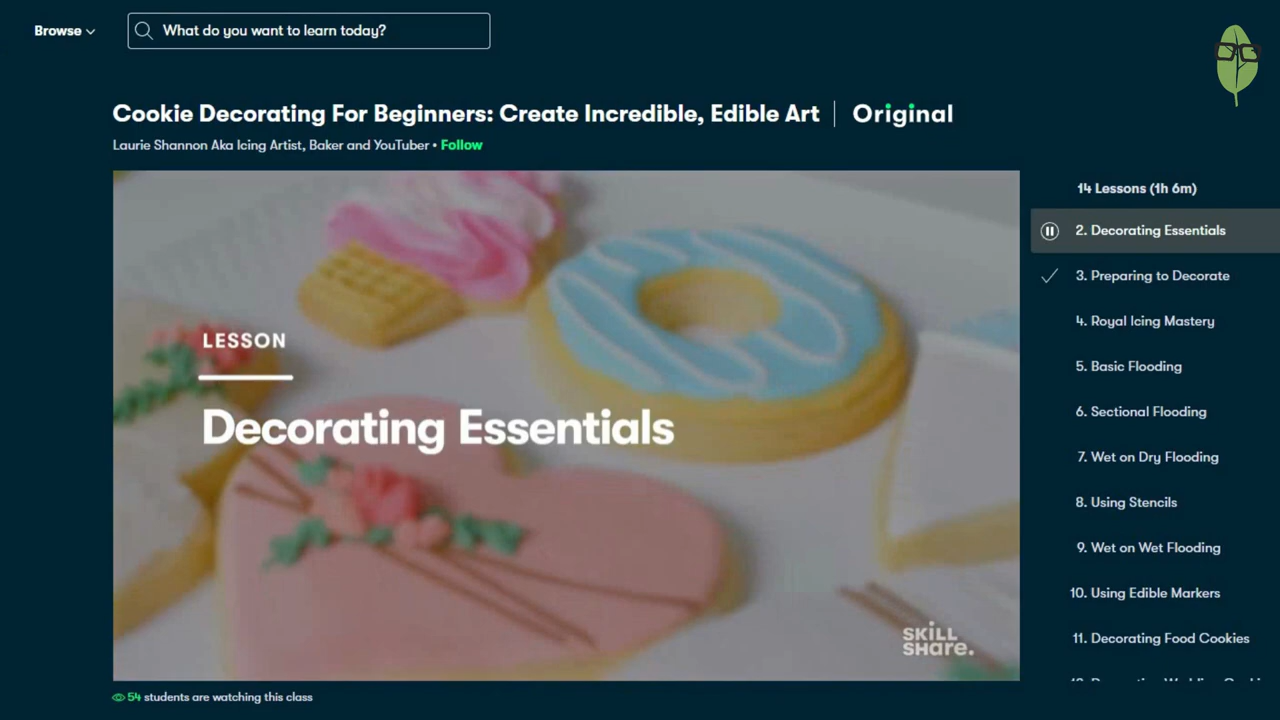 Browse
What do you want to learn today?
Cookie Decorating For Beginners: Create Incredible, Edible Art | Original
Laurie Shannon Aka Icing Artist, Baker and YouTuber • Follow
LESSON
Decorating Essentials
SKILL
SHARE.
54 students are watching this class
14 Lessons (1h 6m)
2. Decorating Essentials
3. Preparing to Decorate
4. Royal Icing Mastery
5. Basic Flooding
6. Sectional Flooding
7. Wet on Dry Flooding
8. Using Stencils
9. Wet on Wet Flooding
10. Using Edible Markers
11. Decorating Food Cookies